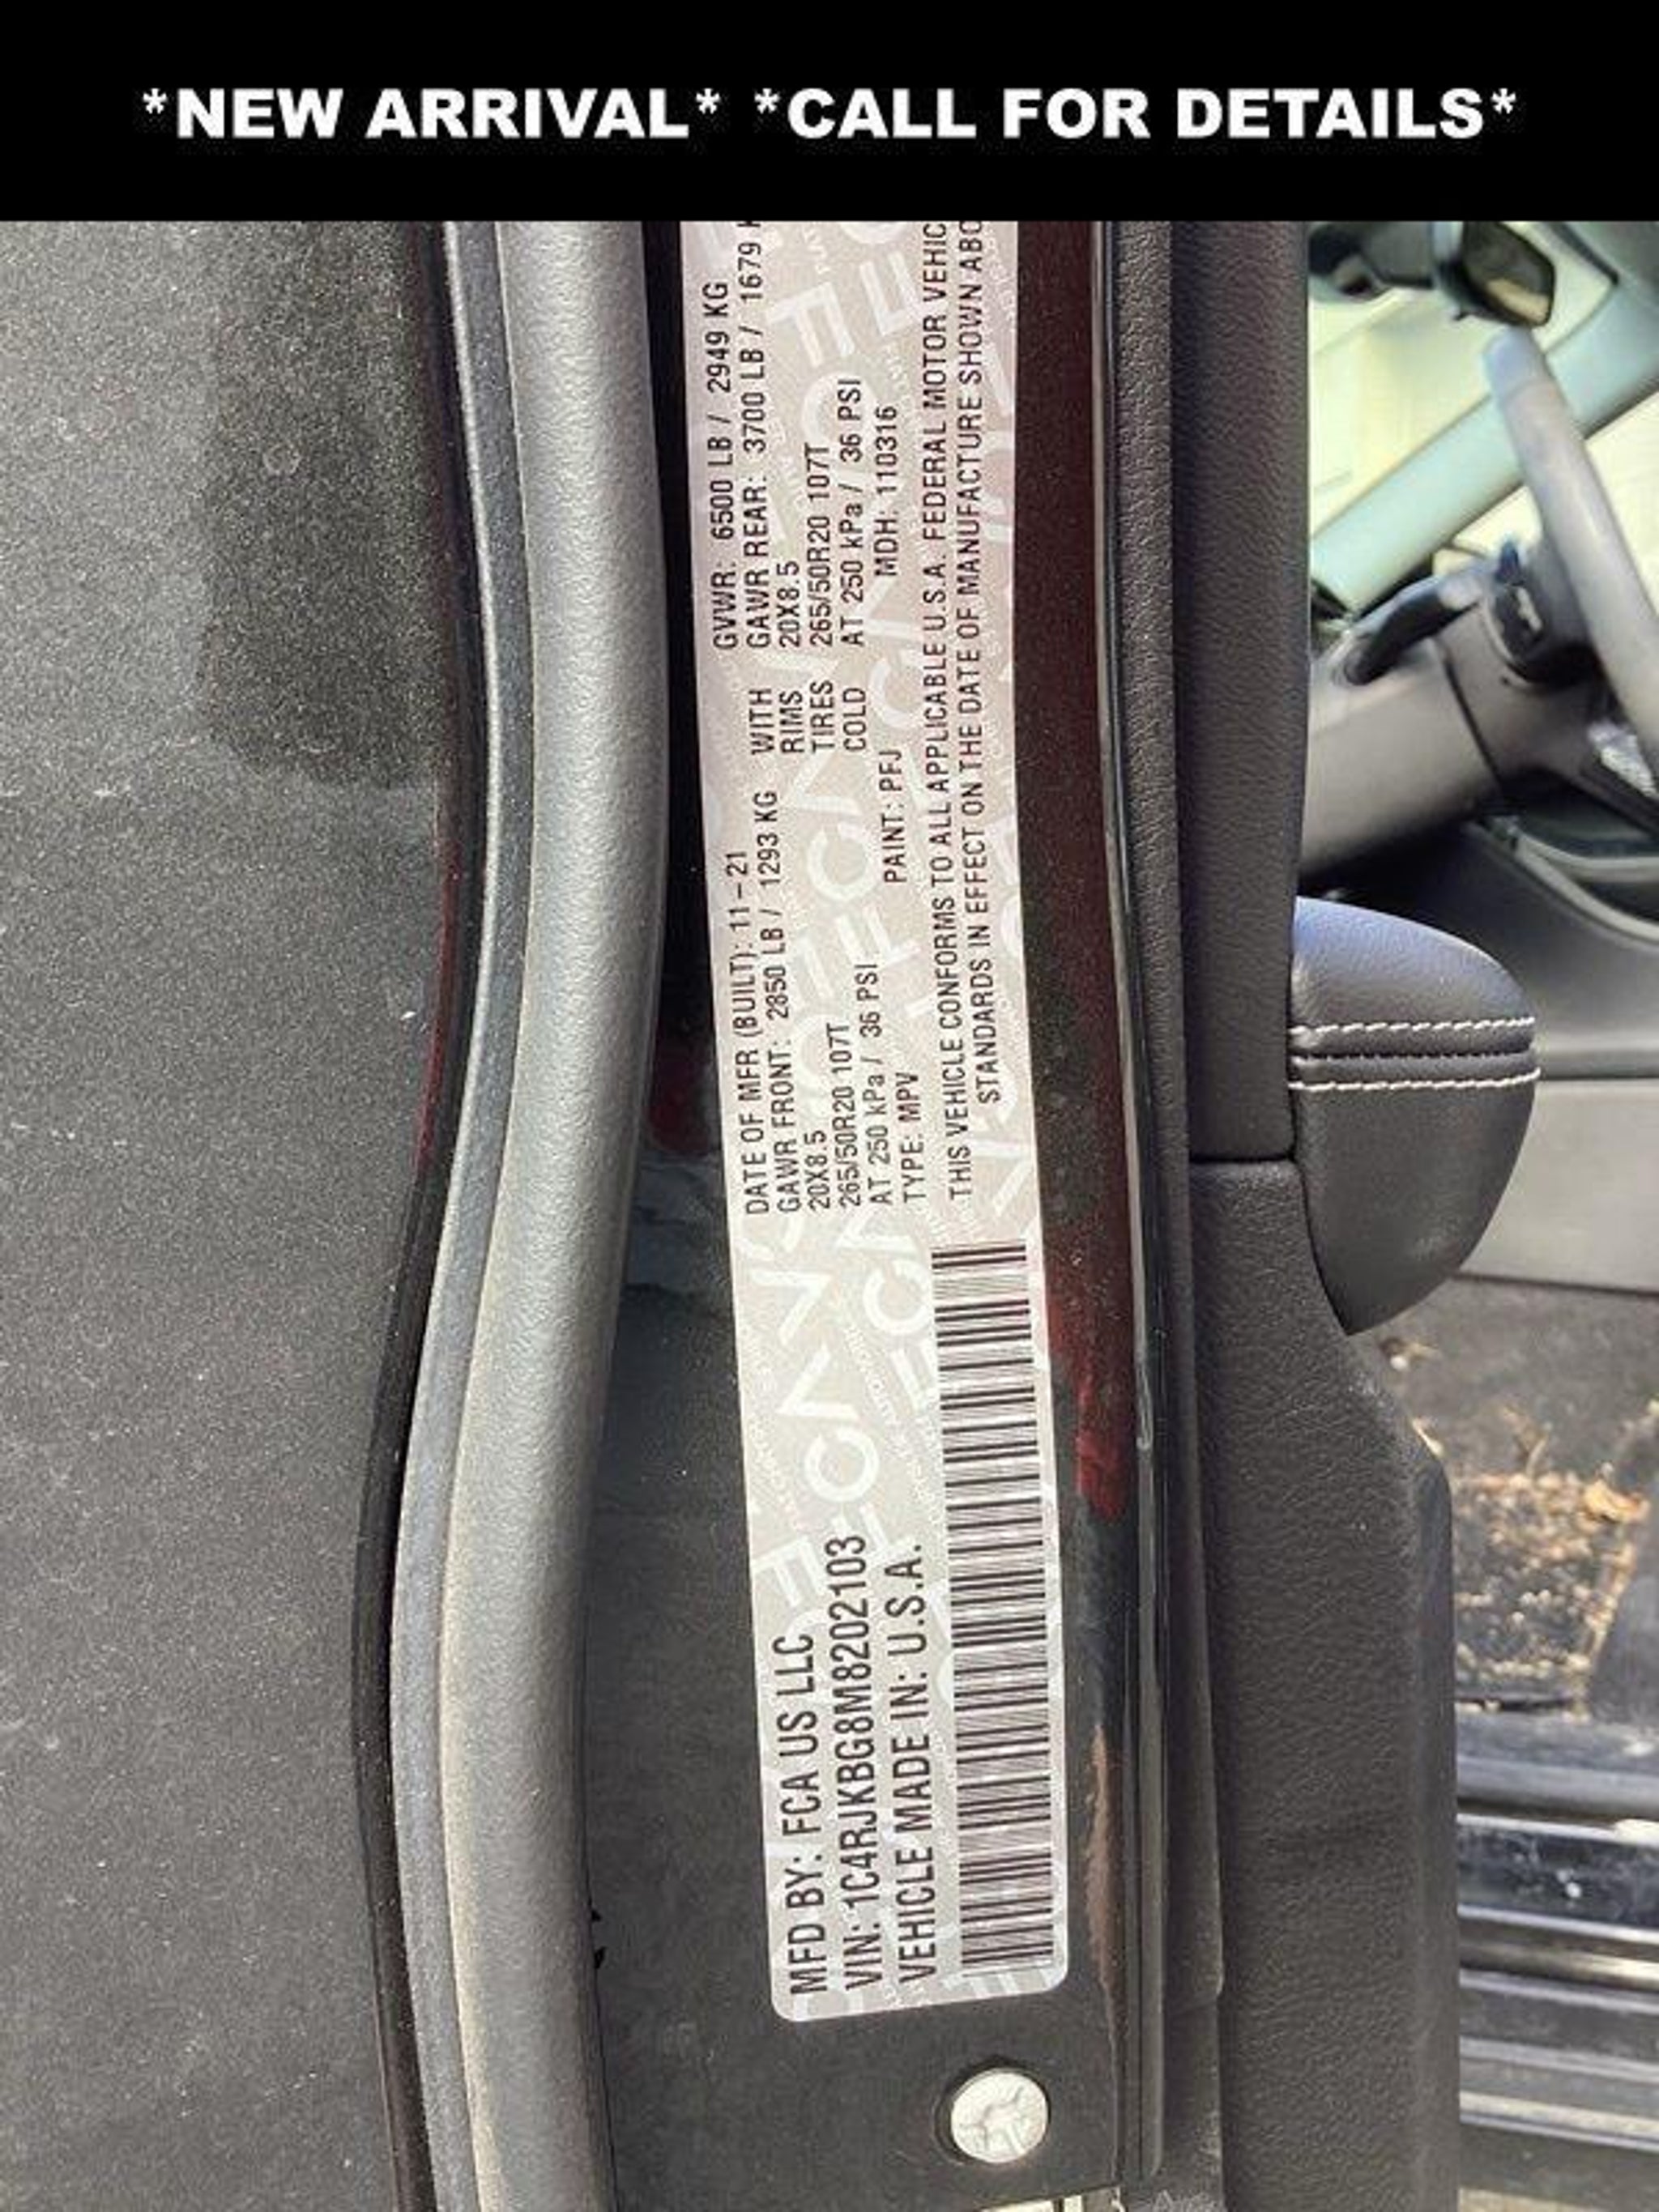 *NEW ARRIVAL* *CALL FOR DETAILS*
MFD BY: FCA US LLC
VIN: 1C4RJKBG8M8202103
VEHICLE MADE IN: U.S.A.
DATE OF MFR (BUILT): 11-21 GVWR: 6500 LB / 2949 KG
GAWR FRONT: 2850 LB / 1293 KG WITH GAWR REAR: 3700 LB / 1679
20X8.5 RIMS 20X8.5
265/50R20 107T TIRES 265/50R20 107T
AT 250 kPa / 36 PSI COLD AT 250 kPa / 36 PSI
TYPE: MPV PAINT: PFJ MDH: 110316
THIS VEHICLE CONFORMS TO ALL APPLICABLE U.S.A. FEDERAL MOTOR VEHIC
STANDARDS IN EFFECT ON THE DATE OF MANUFACTURE SHOWN ABO